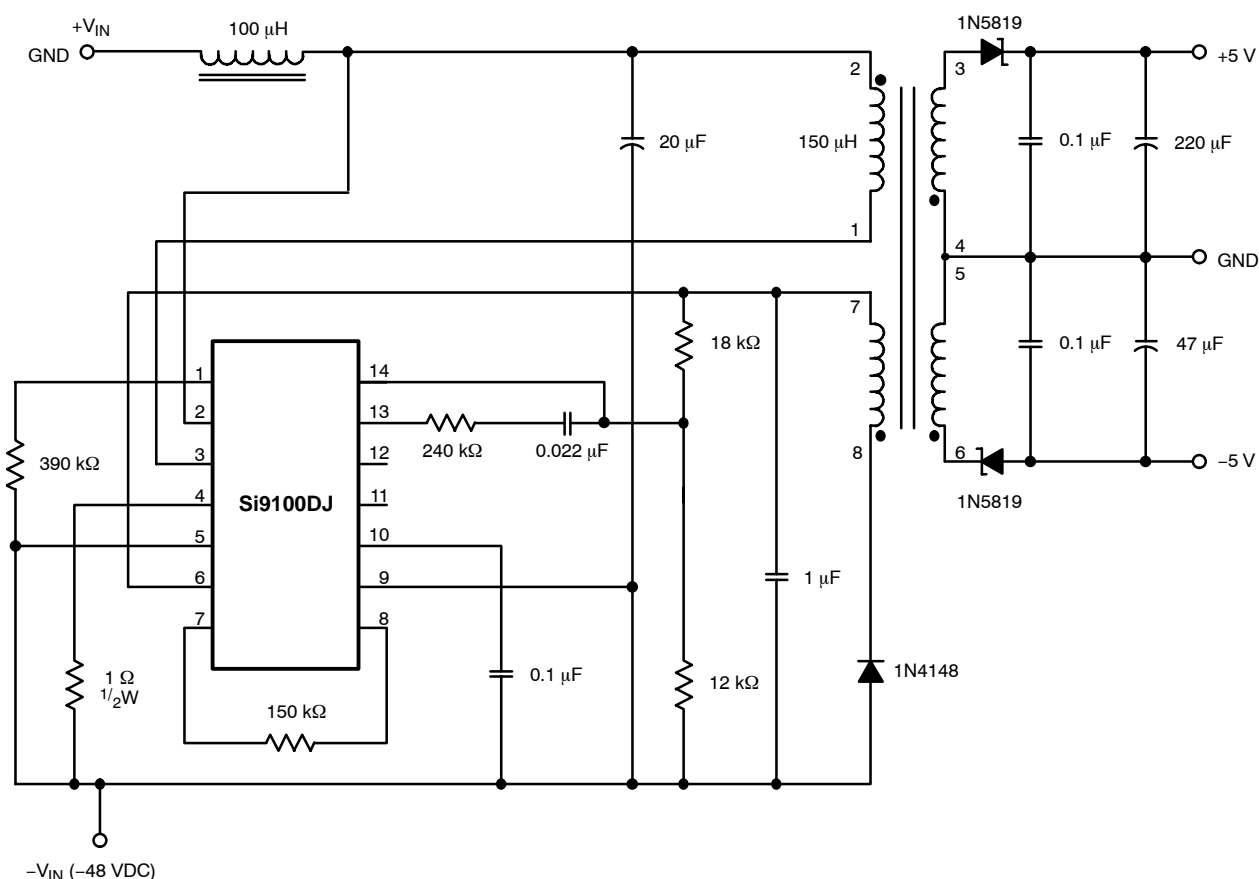 +VIN
GND
100 µH
1N5819
+5 V
2
3
20 µF
150 µH
0.1 µF
220 µF
1
4
GND
5
7
18 kΩ
0.1 µF
47 µF
1
14
2
13
240 kΩ
0.022 µF
390 kΩ
3
12
8
6
−5 V
1N5819
4
Si9100DJ
11
5
10
6
9
1 µF
7
8
1 Ω
1/2W
0.1 µF
12 kΩ
1N4148
150 kΩ
−VIN (−48 VDC)